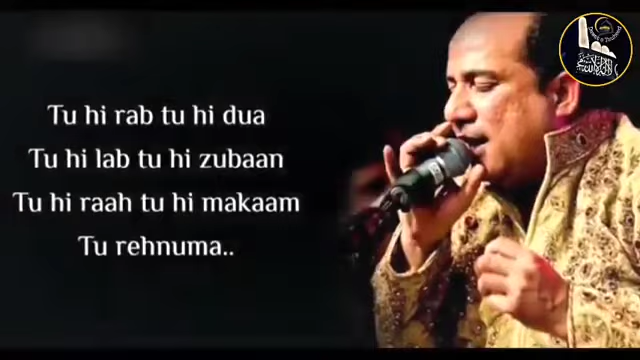 Tu hi rab tu hi dua
Tu hi lab tu hi zubaan
Tu hi raah tu hi makaam
Tu rehnuma..